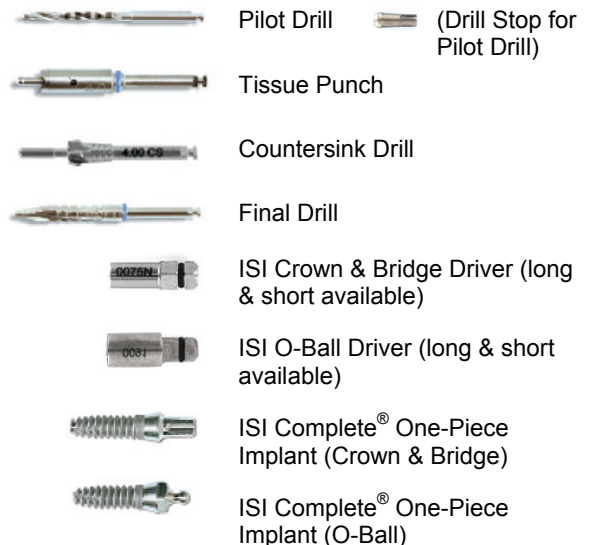 Pilot Drill
(Drill Stop for
Pilot Drill)
Tissue Punch
4.00 CS
Countersink Drill
Final Drill
0075N
ISI Crown & Bridge Driver (long
& short available)
0081
ISI O-Ball Driver (long & short
available)
ISI Complete® One-Piece
Implant (Crown & Bridge)
ISI Complete® One-Piece
Implant (O-Ball)